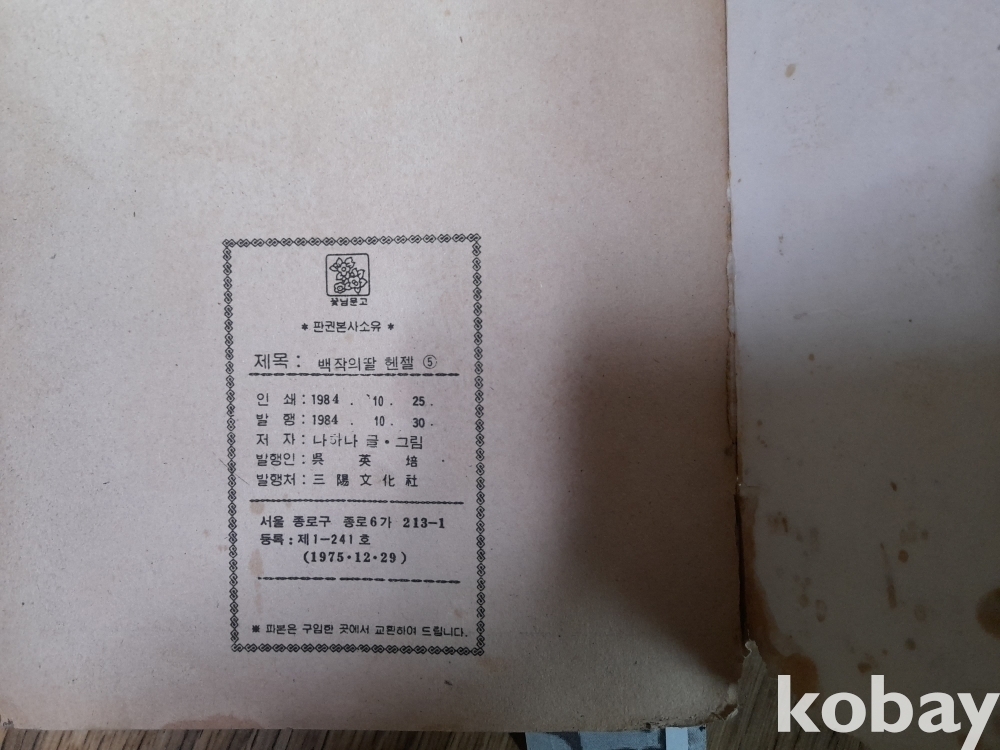 꽃님문고
* 판권본사소유 *
제목: 백작의딸 헨젤 ⑤
인 쇄: 1984 . 10 . 25 .
발 행: 1984 . 10 . 30 .
저 자: 나하나 글·그림
발행인: 吳 英 培
발행처: 三 陽 文 化 社
서울 종로구 종로6가 213-1
등록: 제1-241호
(1975·12·29)
※ 파본은 구입한 곳에서 교환하여 드립니다.
kobay